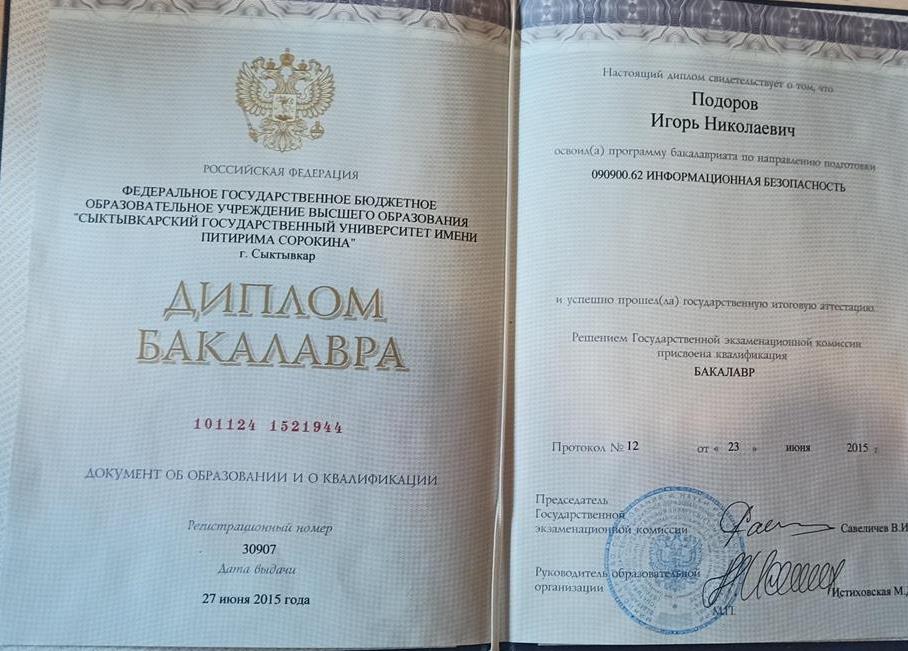 РОССИЙСКАЯ ФЕДЕРАЦИЯ
ФЕДЕРАЛЬНОЕ ГОСУДАРСТВЕННОЕ БЮДЖЕТНОЕ
ОБРАЗОВАТЕЛЬНОЕ УЧРЕЖДЕНИЕ ВЫСШЕГО ОБРАЗОВАНИЯ
"СЫКТЫВКАРСКИЙ ГОСУДАРСТВЕННЫЙ УНИВЕРСИТЕТ ИМЕНИ
ПИТИРИМА СОРОКИНА"
г. Сыктывкар
ДИПЛОМ
БАКАЛАВРА
101124 1521944
ДОКУМЕНТ ОБ ОБРАЗОВАНИИ И О КВАЛИФИКАЦИИ
Регистрационный номер
30907
Дата выдачи
27 июня 2015 года
Настоящий диплом свидетельствует о том, что
Подоров
Игорь Николаевич
освоил(а) программу бакалавриата по направлению подготовки
090900.62 ИНФОРМАЦИОННАЯ БЕЗОПАСНОСТЬ
и успешно прошел(ла) государственную итоговую аттестацию
Решением Государственной экзаменационной комиссии
присвоена квалификация
БАКАЛАВР
Протокол № 12 от « 23 » июня 2015 г
Председатель
Государственной
экзаменационной комиссии Савеличев В.И
Руководитель образовательной
организации Истиховская М.Д
М.П.